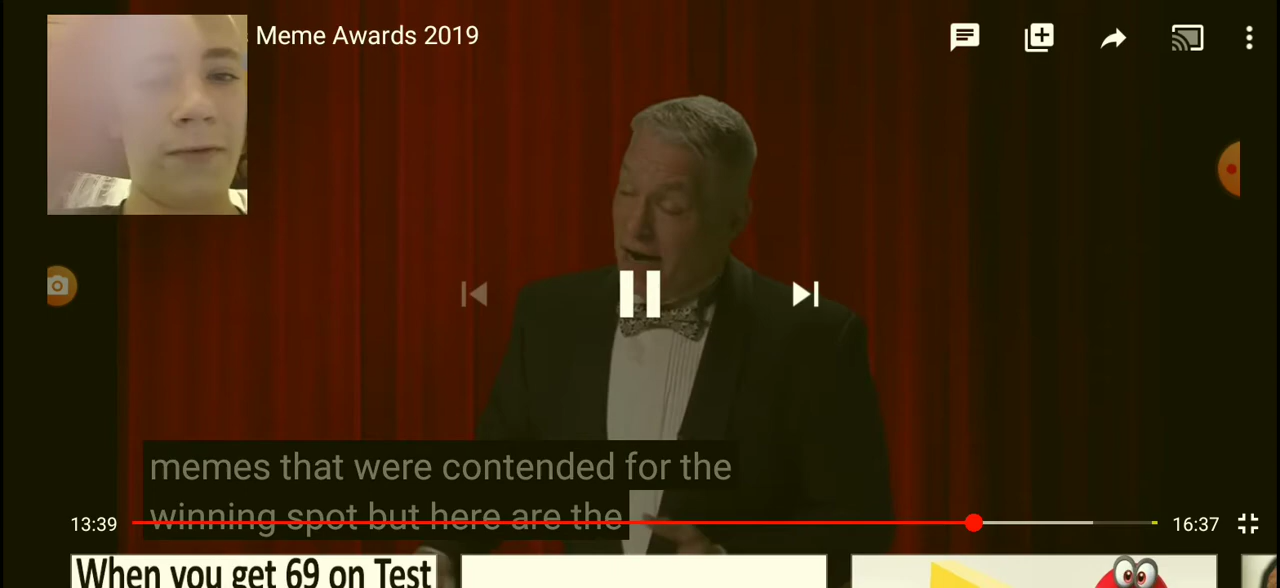 Meme Awards 2019
memes that were contended for the
winning spot but here are the
13:39
16:37
When you get 69 on Test